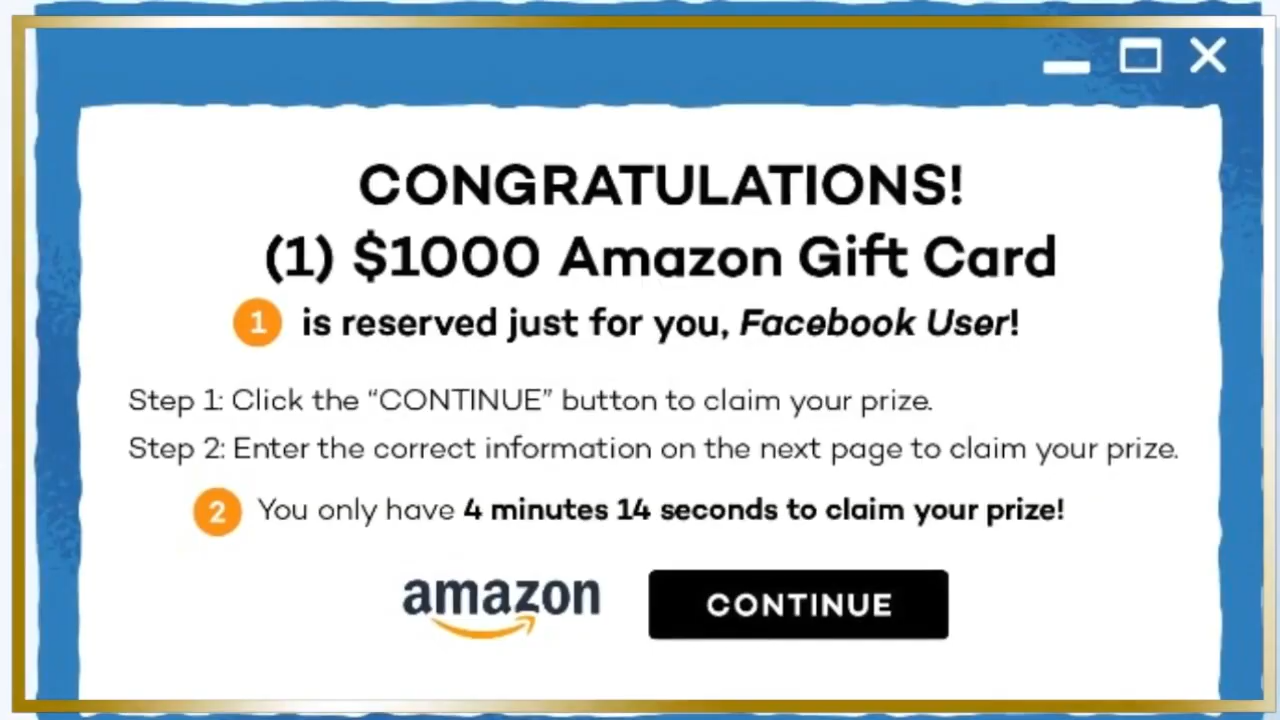 CONGRATULATIONS!
(1) $1000 Amazon Gift Card
1 is reserved just for you, Facebook User!
Step 1: Click the “CONTINUE” button to claim your prize.
Step 2: Enter the correct information on the next page to claim your prize.
2 You only have 4 minutes 14 seconds to claim your prize!
amazon CONTINUE